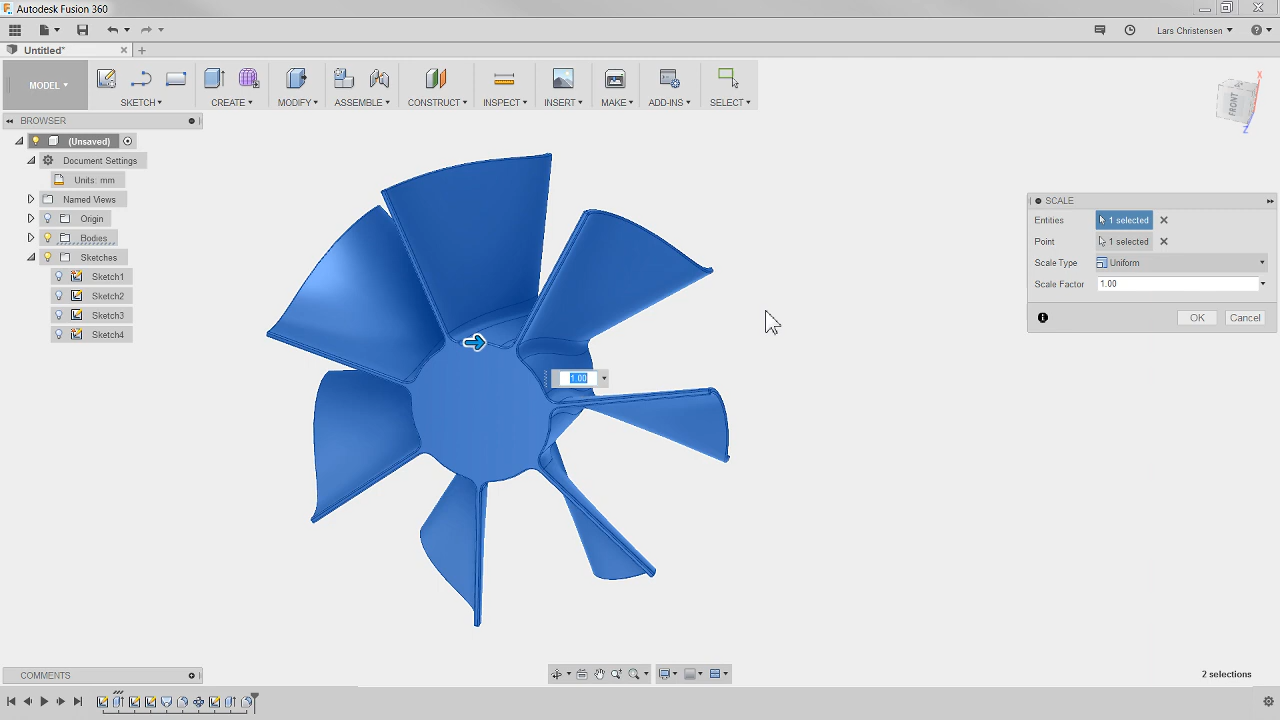 Autodesk Fusion 360
Lars Christensen
Untitled*
MODEL
SKETCH
CREATE
MODIFY
ASSEMBLE
CONSTRUCT
INSPECT
INSERT
MAKE
ADD-INS
SELECT
BROWSER
(Unsaved)
Document Settings
Units: mm
Named Views
Origin
Bodies
Sketches
Sketch1
Sketch2
Sketch3
Sketch4
FRONT
X
Z
SCALE
Entities 1 selected
Point 1 selected
Scale Type Uniform
Scale Factor 1.00
OK Cancel
1.00
COMMENTS
2 selections